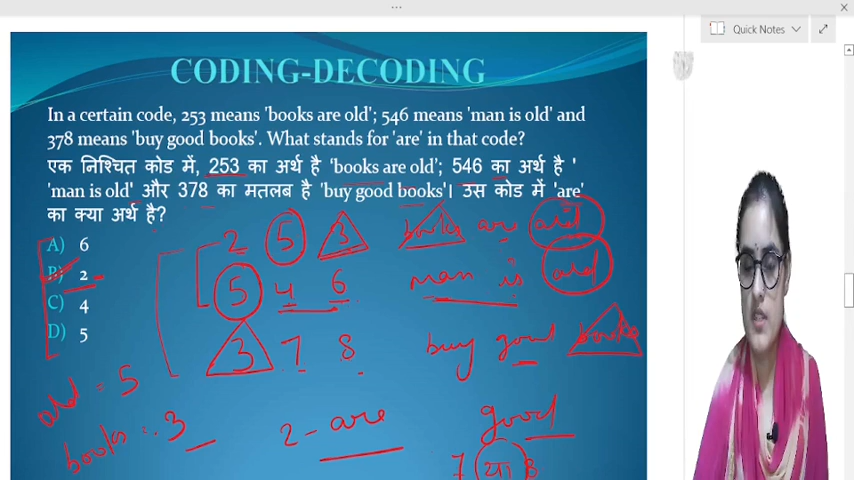 Quick Notes
CODING-DECODING
In a certain code, 253 means 'books are old'; 546 means 'man is old' and
378 means 'buy good books'. What stands for 'are' in that code?
एक निश्चित कोड में, 253 का अर्थ है 'books are old'; 546 का अर्थ है '
'man is old' और 378 का मतलब है 'buy good books'। उस कोड में 'are'
का क्या अर्थ है?
A) 6
B) 2
C) 4
D) 5
2 5 3 books are old
5 4 6 man is old
3 7 8 buy good books
old = 5
books = 3
2 - are
good
7 या 8